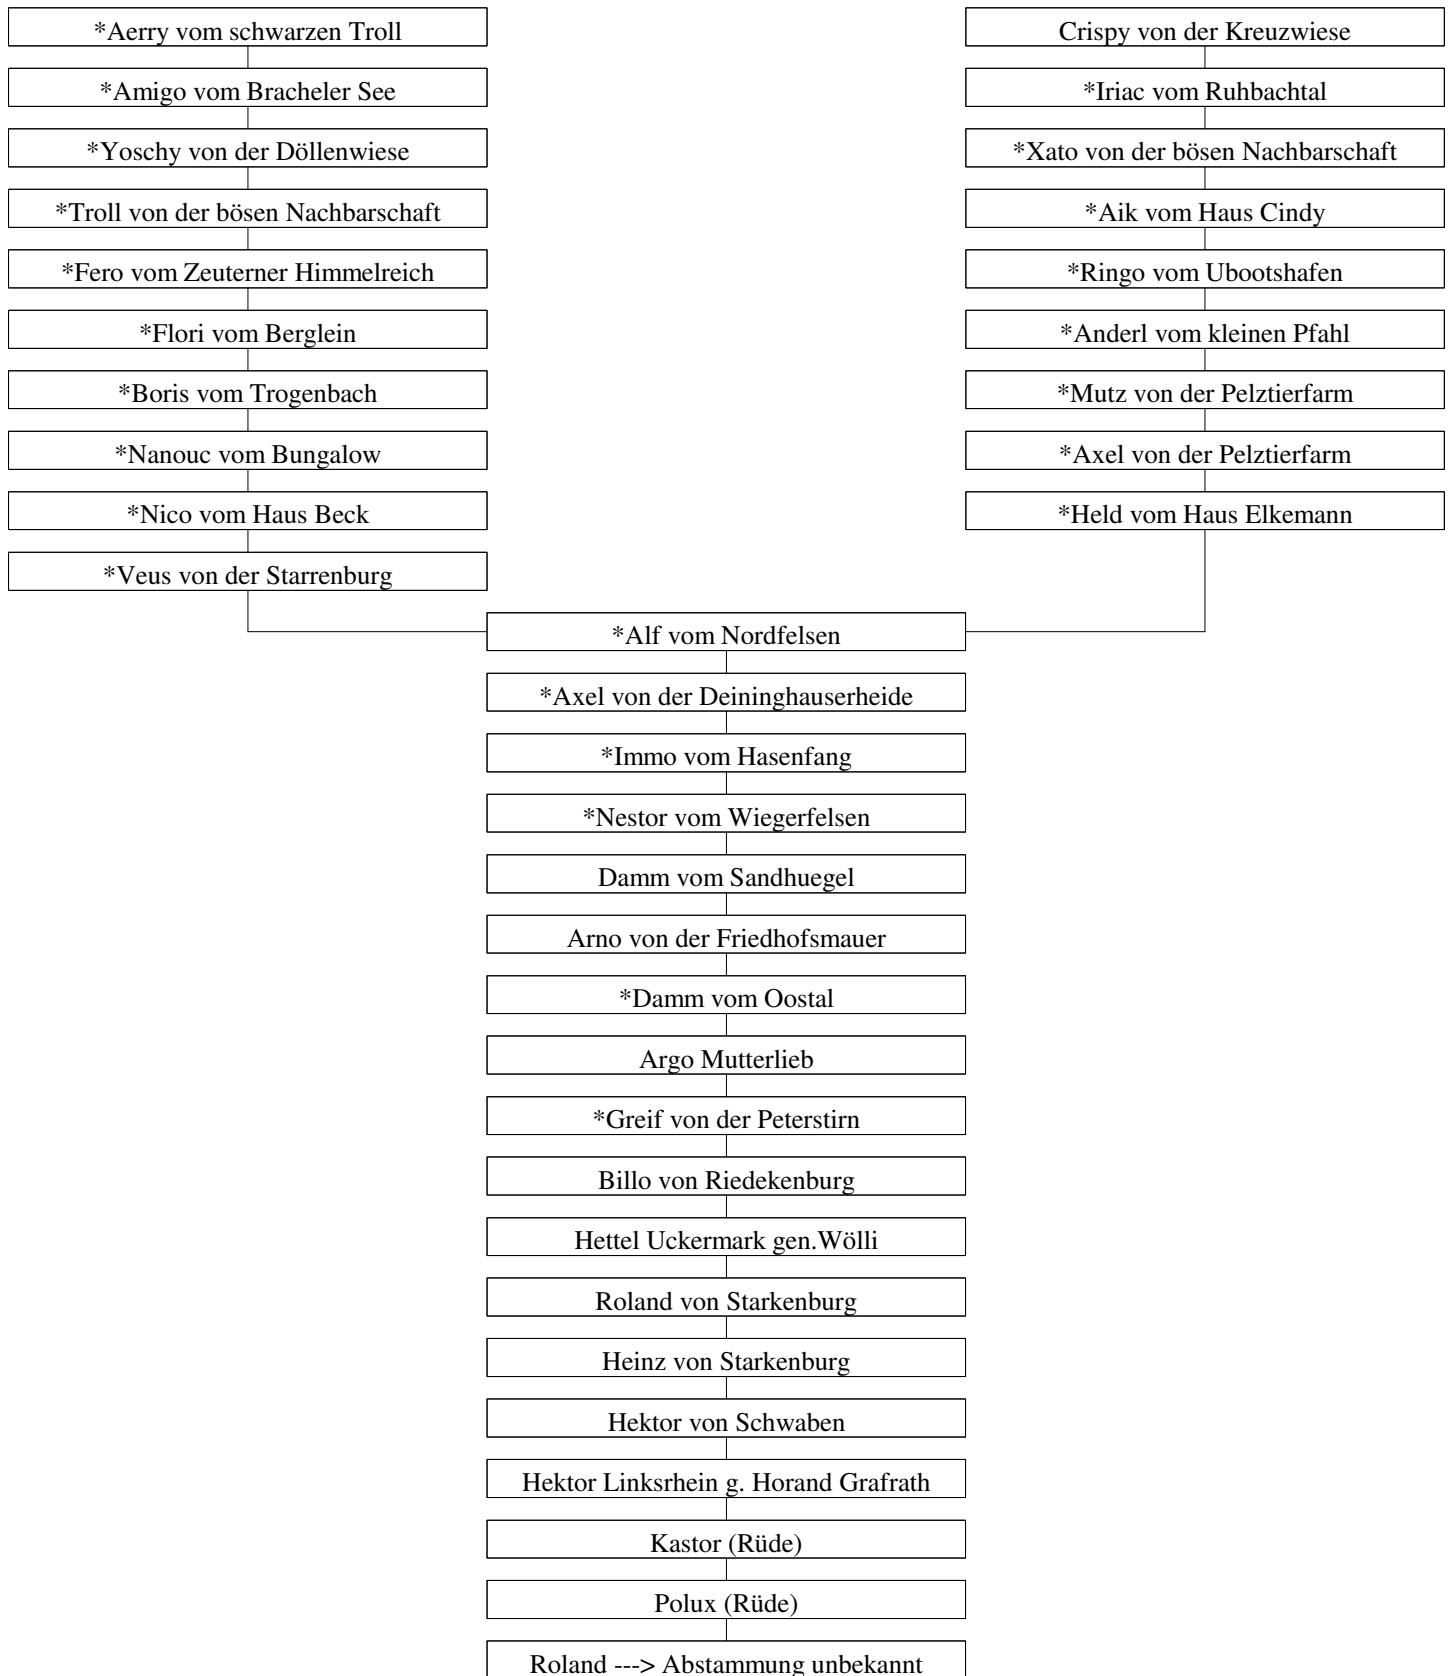 *Aerry vom schwarzen Troll
Crispy von der Kreuzwiese
*Amigo vom Bracheler See
*Iriac vom Ruhbachtal
*Yoschy von der Döllenwiese
*Xato von der bösen Nachbarschaft
*Troll von der bösen Nachbarschaft
*Aik vom Haus Cindy
*Fero vom Zeuterner Himmelreich
*Ringo vom Ubootshafen
*Flori vom Berglein
*Anderl vom kleinen Pfahl
*Boris vom Trogenbach
*Mutz von der Pelztierfarm
*Nanouc vom Bungalow
*Axel von der Pelztierfarm
*Nico vom Haus Beck
*Held vom Haus Elkemann
*Veus von der Starrenburg
*Alf vom Nordfelsen
*Axel von der Deininghauserheide
*Immo vom Hasenfang
*Nestor vom Wiegerfelsen
Damm vom Sandhuegel
Arno von der Friedhofsmauer
*Damm vom Oostal
Argo Mutterlieb
*Greif von der Peterstirn
Billo von Riedekenburg
Hettel Uckermark gen.Wölli
Roland von Starkenburg
Heinz von Starkenburg
Hektor von Schwaben
Hektor Linksrhein g. Horand Grafrath
Kastor (Rüde)
Polux (Rüde)
Roland ---> Abstammung unbekannt